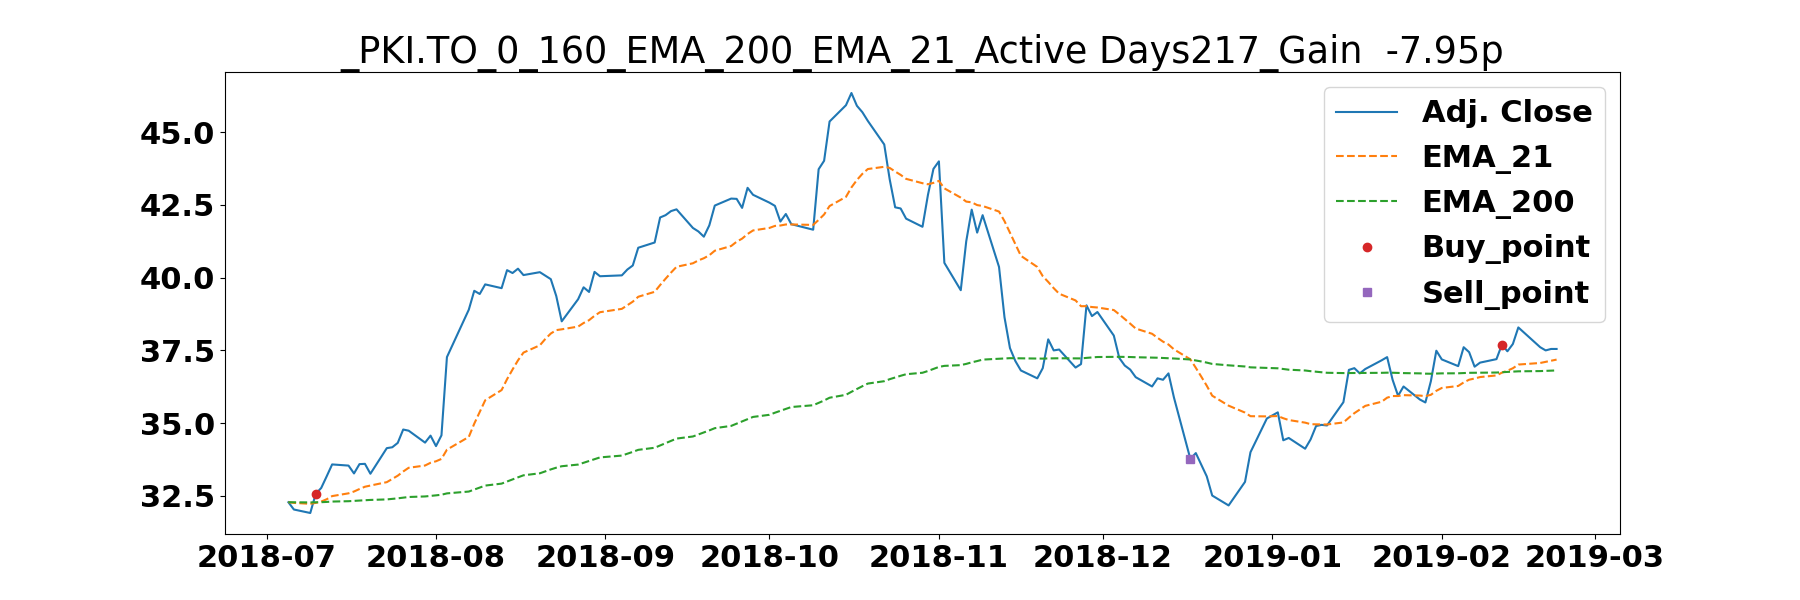 _PKI.TO_0_160_EMA_200_EMA_21_Active Days217_Gain  -7.95p
45.0
42.5
40.0
37.5
35.0
32.5
Adj. Close
EMA_21
EMA_200
Buy_point
Sell_point
2018-07 2018-08 2018-09 2018-10 2018-11 2018-12 2019-01 2019-02 2019-03